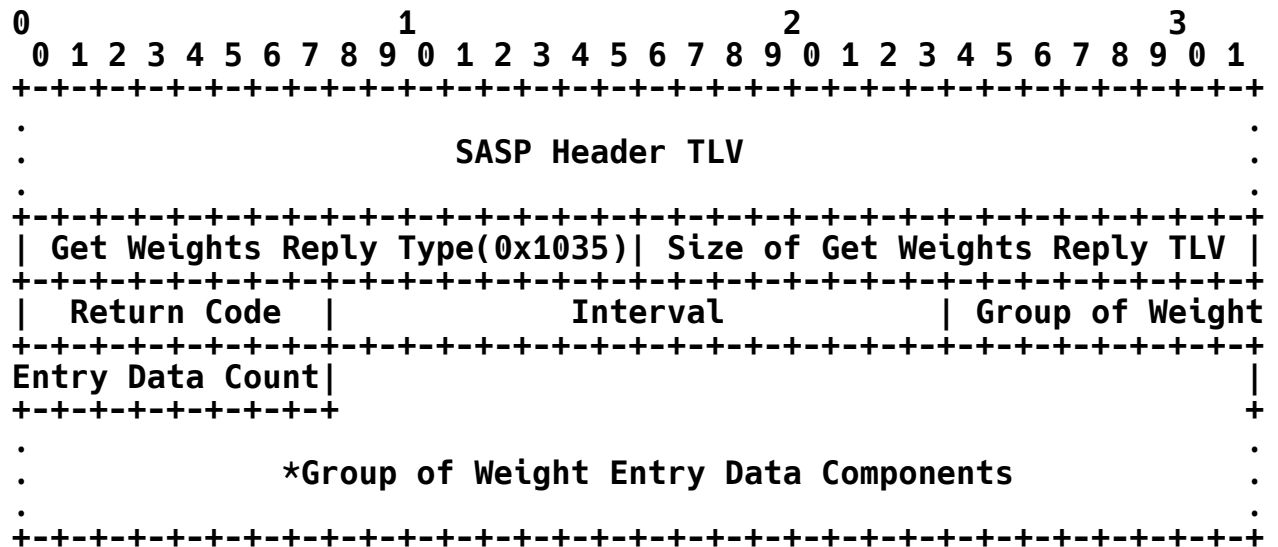 0                   1                   2                   3
 0 1 2 3 4 5 6 7 8 9 0 1 2 3 4 5 6 7 8 9 0 1 2 3 4 5 6 7 8 9 0 1
+-+-+-+-+-+-+-+-+-+-+-+-+-+-+-+-+-+-+-+-+-+-+-+-+-+-+-+-+-+-+-+-+
.                                                               .
.                      SASP Header TLV                          .
.                                                               .
+-+-+-+-+-+-+-+-+-+-+-+-+-+-+-+-+-+-+-+-+-+-+-+-+-+-+-+-+-+-+-+-+
| Get Weights Reply Type(0x1035)| Size of Get Weights Reply TLV |
+-+-+-+-+-+-+-+-+-+-+-+-+-+-+-+-+-+-+-+-+-+-+-+-+-+-+-+-+-+-+-+-+
|  Return Code  |            Interval           | Group of Weight
+-+-+-+-+-+-+-+-+-+-+-+-+-+-+-+-+-+-+-+-+-+-+-+-+-+-+-+-+-+-+-+-+
Entry Data Count|                                               |
+-+-+-+-+-+-+-+-+                                               +
.                                                               .
.             *Group of Weight Entry Data Components            .
.                                                               .
+-+-+-+-+-+-+-+-+-+-+-+-+-+-+-+-+-+-+-+-+-+-+-+-+-+-+-+-+-+-+-+-+